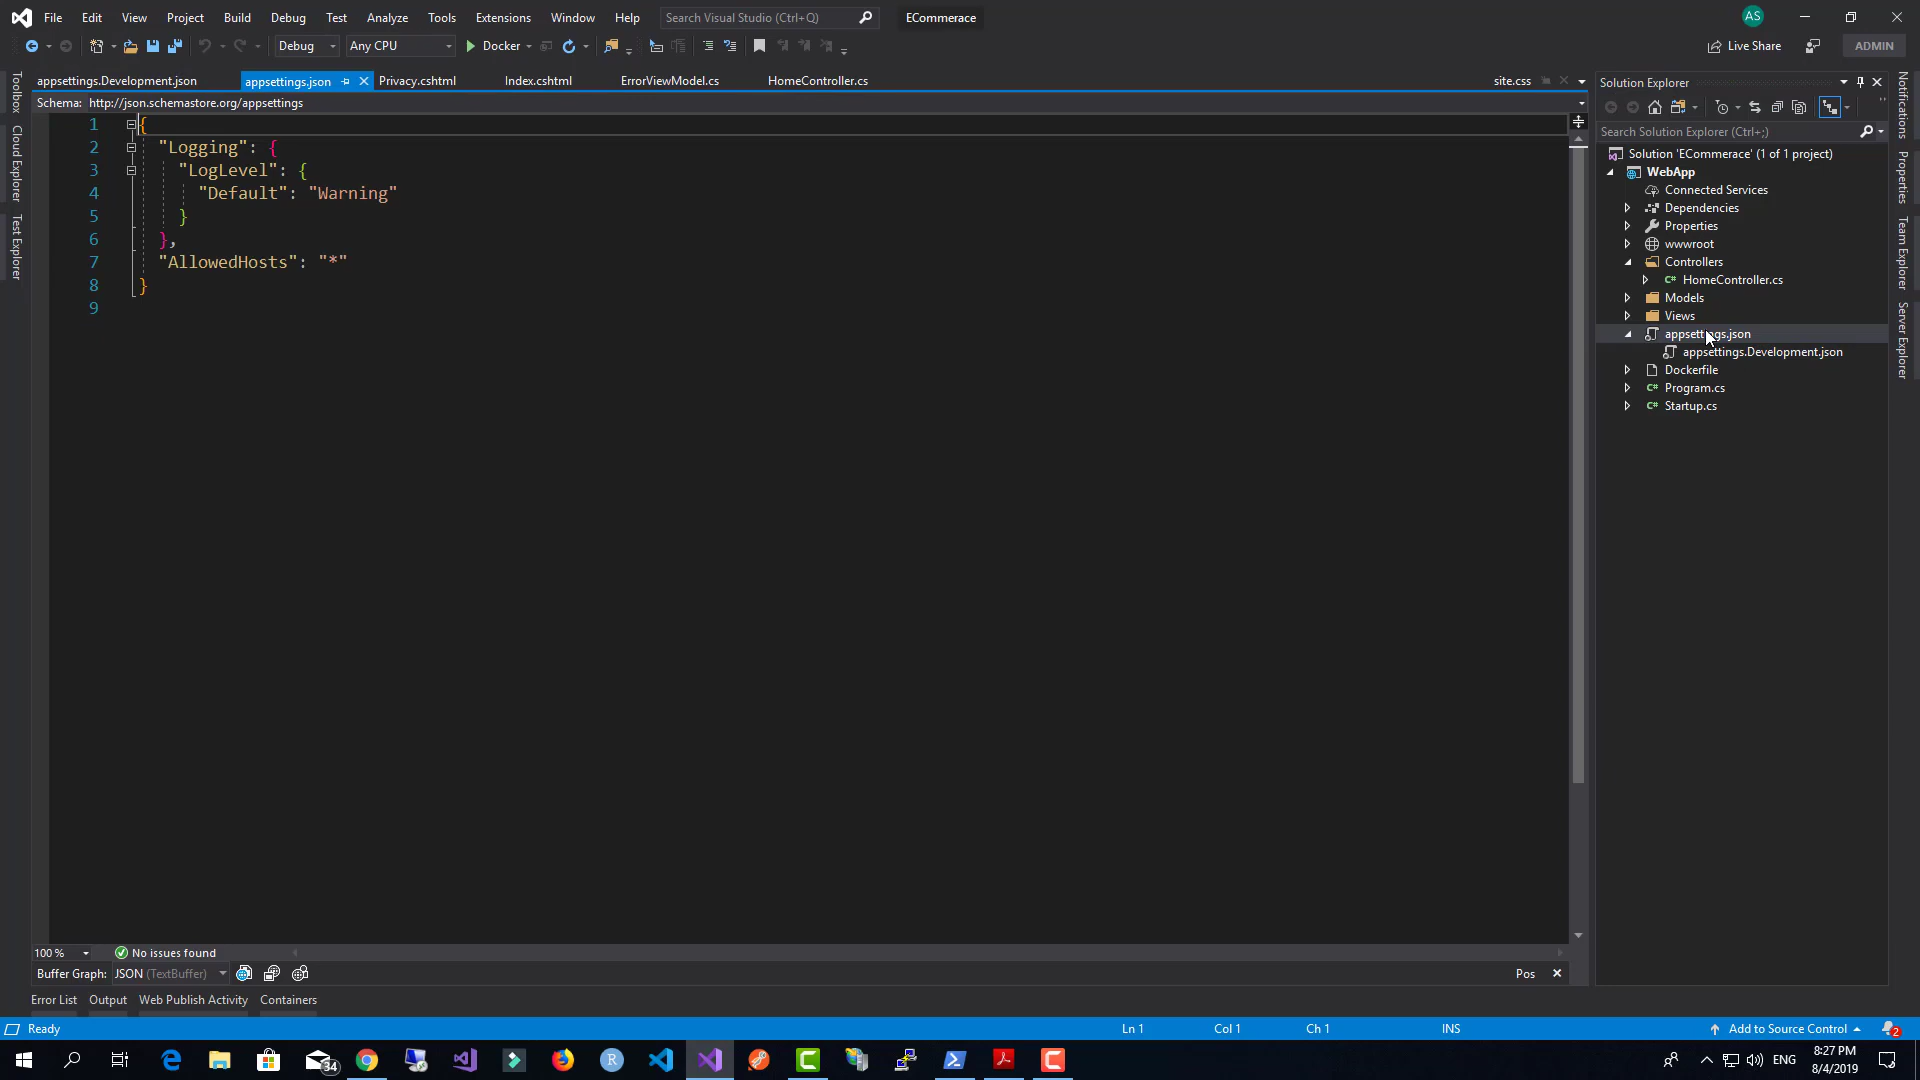 File Edit View Project Build Debug Test Analyze Tools Extensions Window Help Search Visual Studio (Ctrl+Q) ECommerace AS
Debug Any CPU Docker Live Share ADMIN
appsettings.Development.json appsettings.json Privacy.cshtml Index.cshtml ErrorViewModel.cs HomeController.cs site.css
Schema: http://json.schemastore.org/appsettings
1 {
2 "Logging": {
3 "LogLevel": {
4 "Default": "Warning"
5 }
6 },
7 "AllowedHosts": "*"
8 }
9
100 % No issues found
Buffer Graph: JSON (TextBuffer) Pos
Error List Output Web Publish Activity Containers
Toolbox
Cloud Explorer
Test Explorer
Solution Explorer
Search Solution Explorer (Ctrl+;)
Solution 'ECommerace' (1 of 1 project)
WebApp
Connected Services
Dependencies
Properties
wwwroot
Controllers
C# HomeController.cs
Models
Views
appsettings.json
appsettings.Development.json
Dockerfile
C# Program.cs
C# Startup.cs
Notifications
Properties
Team Explorer
Server Explorer
Ready Ln 1 Col 1 Ch 1 INS Add to Source Control 2
34 R ENG 8:27 PM
8/4/2019